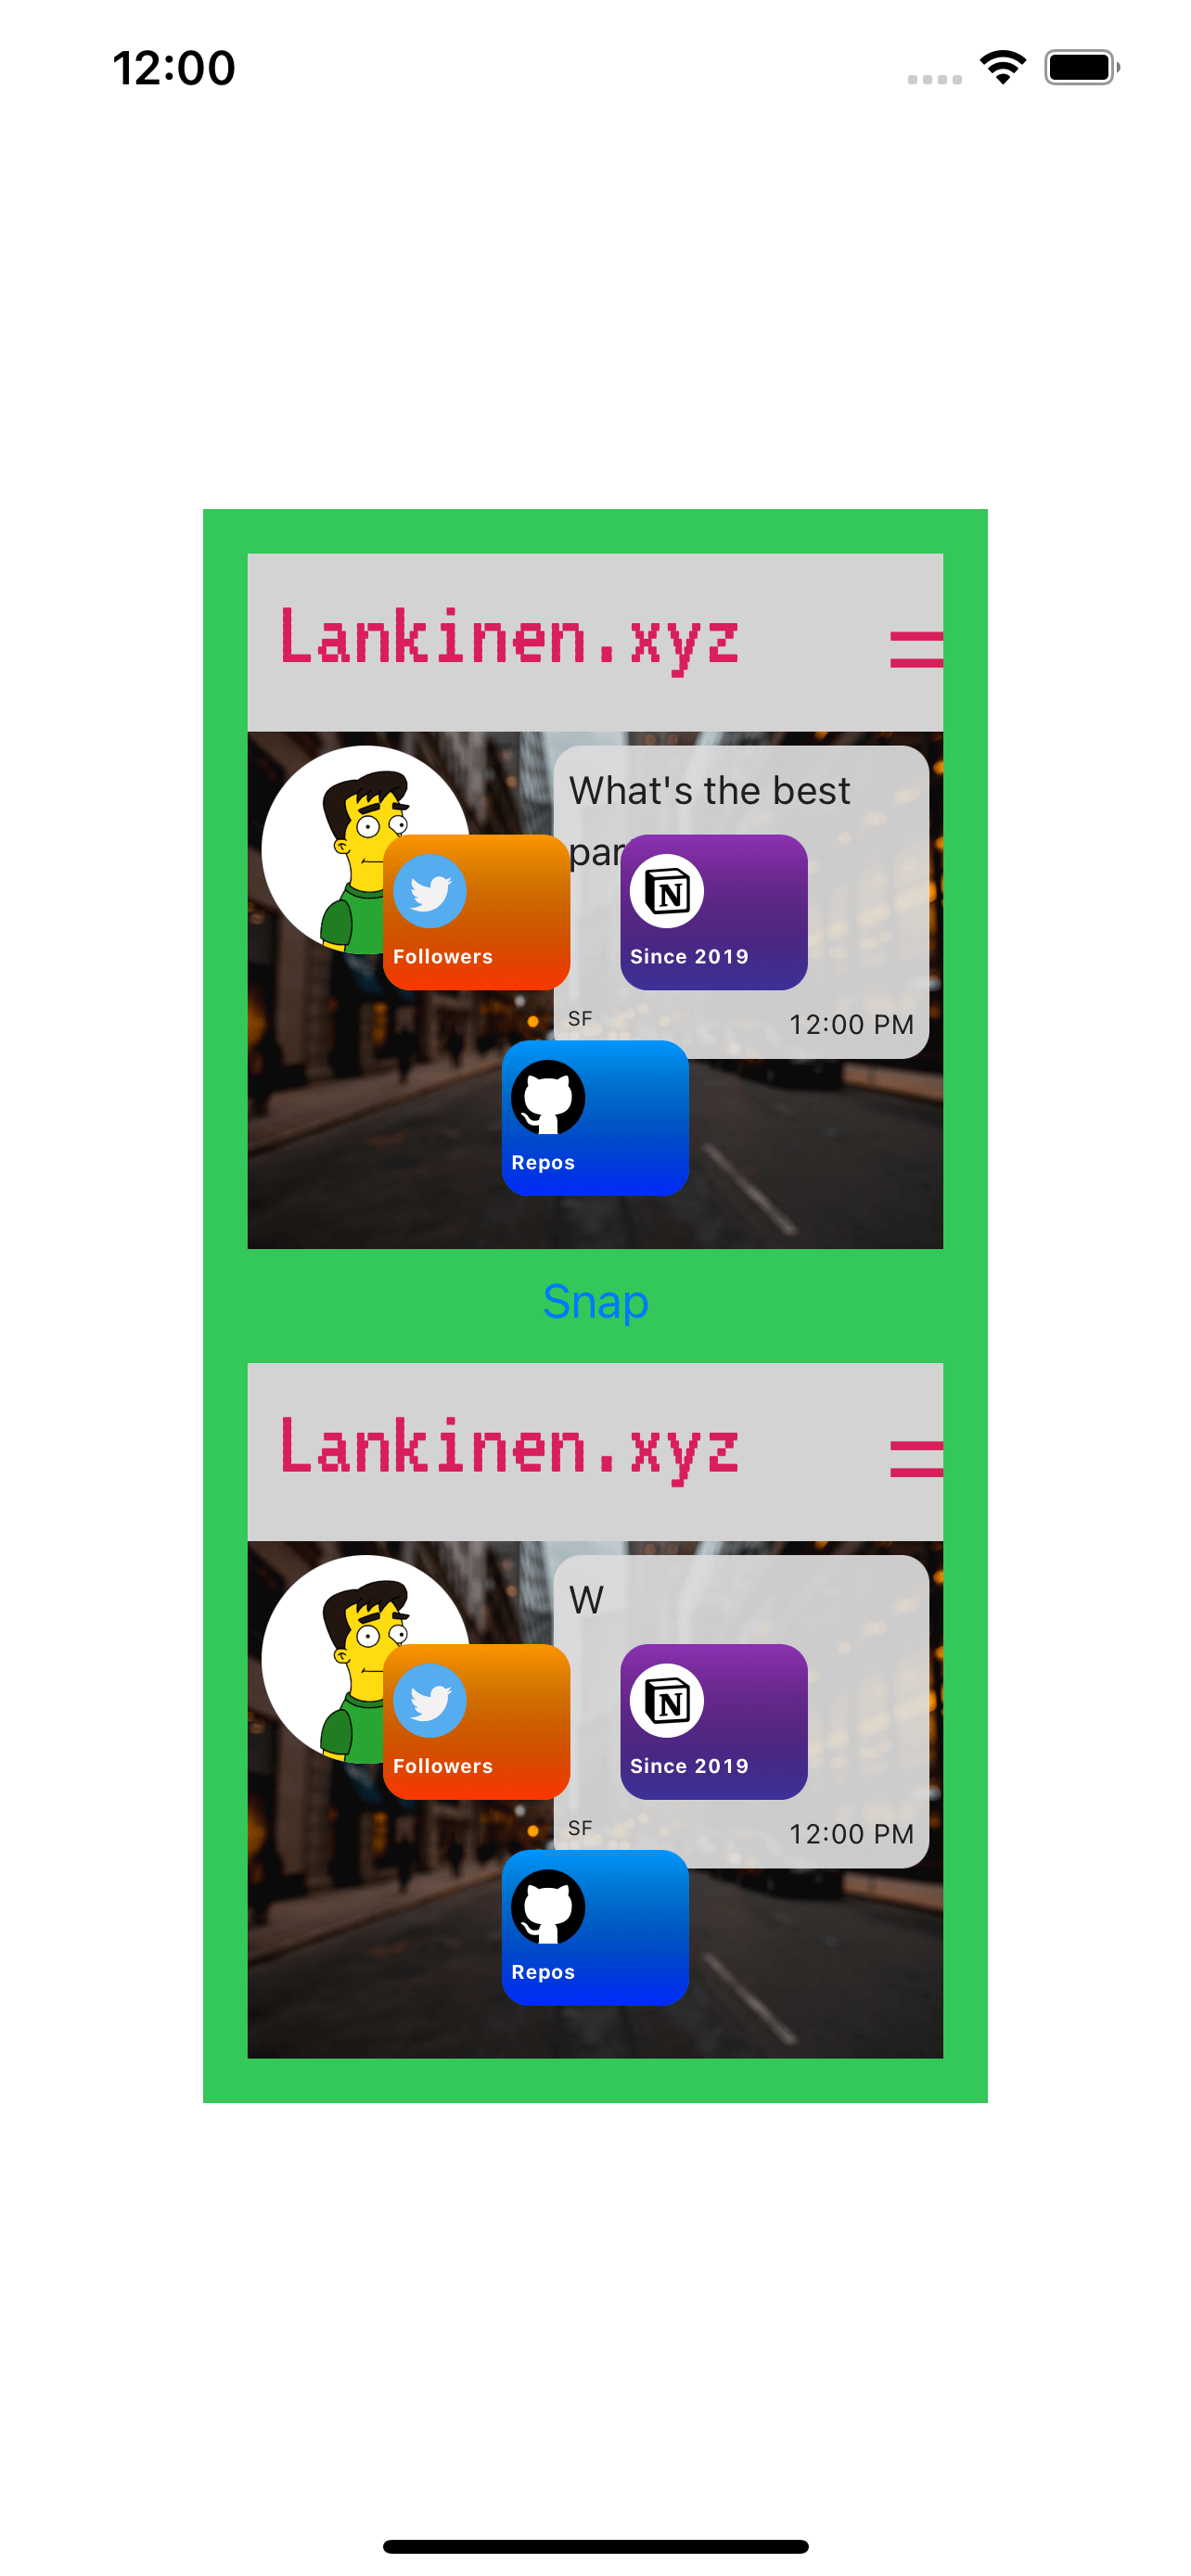 12:00
Lankinen.xyz
What's the best
par
Followers
Since 2019
SF
12:00 PM
Repos
Snap
Lankinen.xyz
W
Followers
Since 2019
SF
12:00 PM
Repos